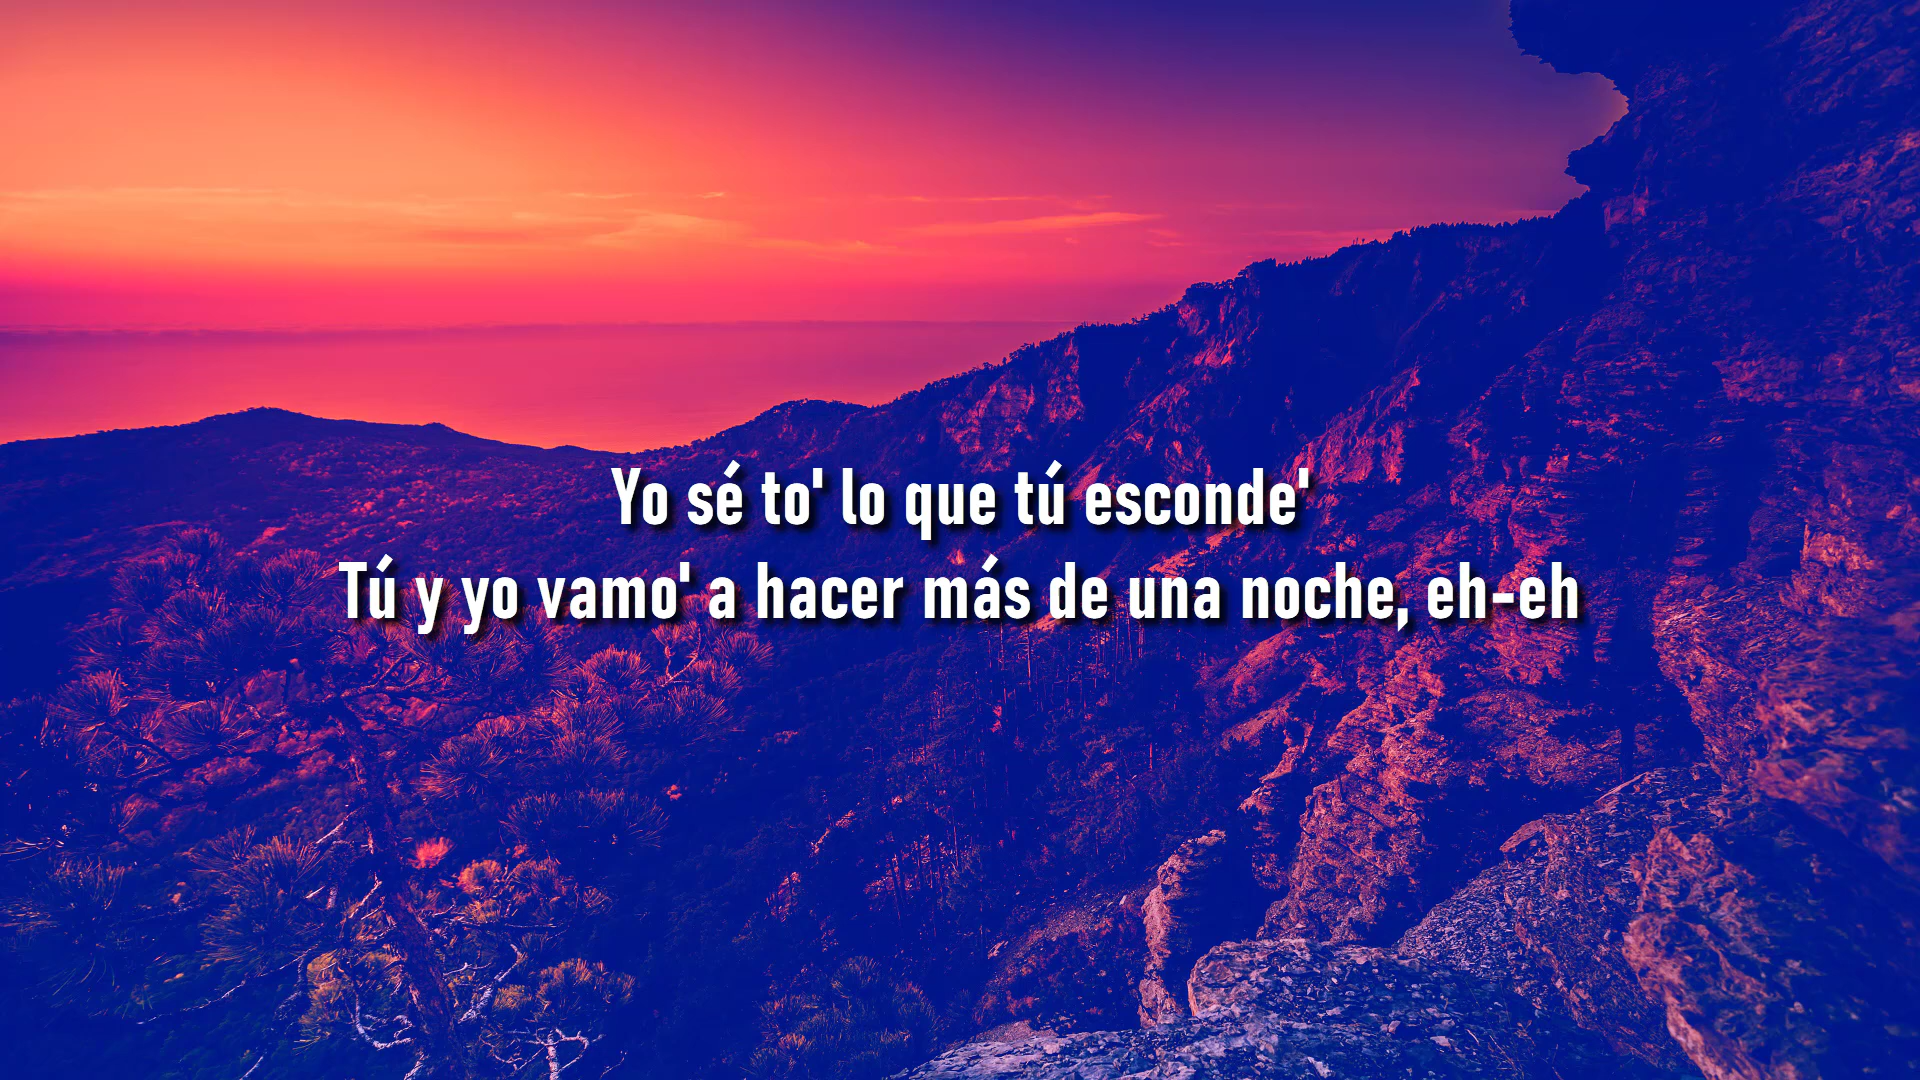 Yo sé to' lo que tú esconde'
Tú y yo vamo' a hacer más de una noche, eh-eh